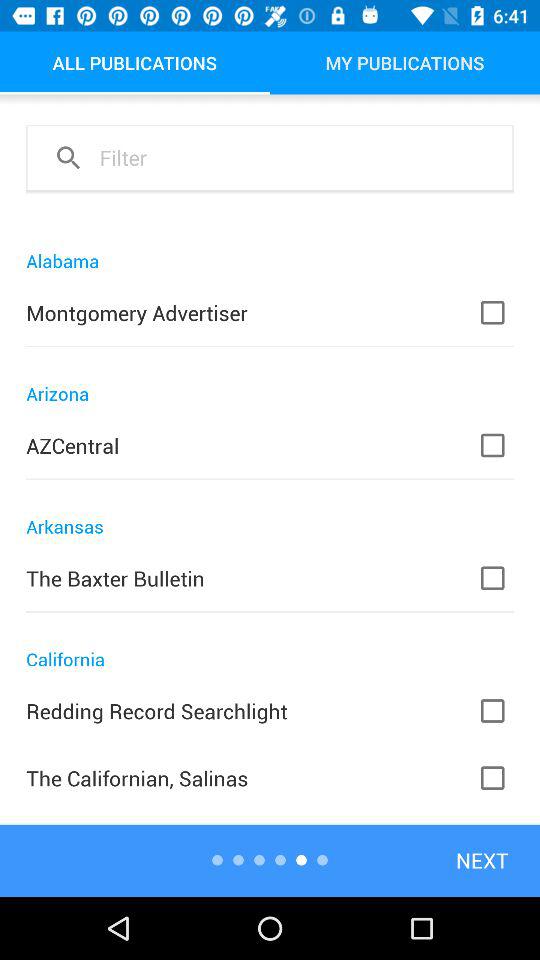 6:41
ALL PUBLICATIONS MY PUBLICATIONS
Filter
Alabama
Montgomery Advertiser
Arizona
AZCentral
Arkansas
The Baxter Bulletin
California
Redding Record Searchlight
The Californian, Salinas
NEXT